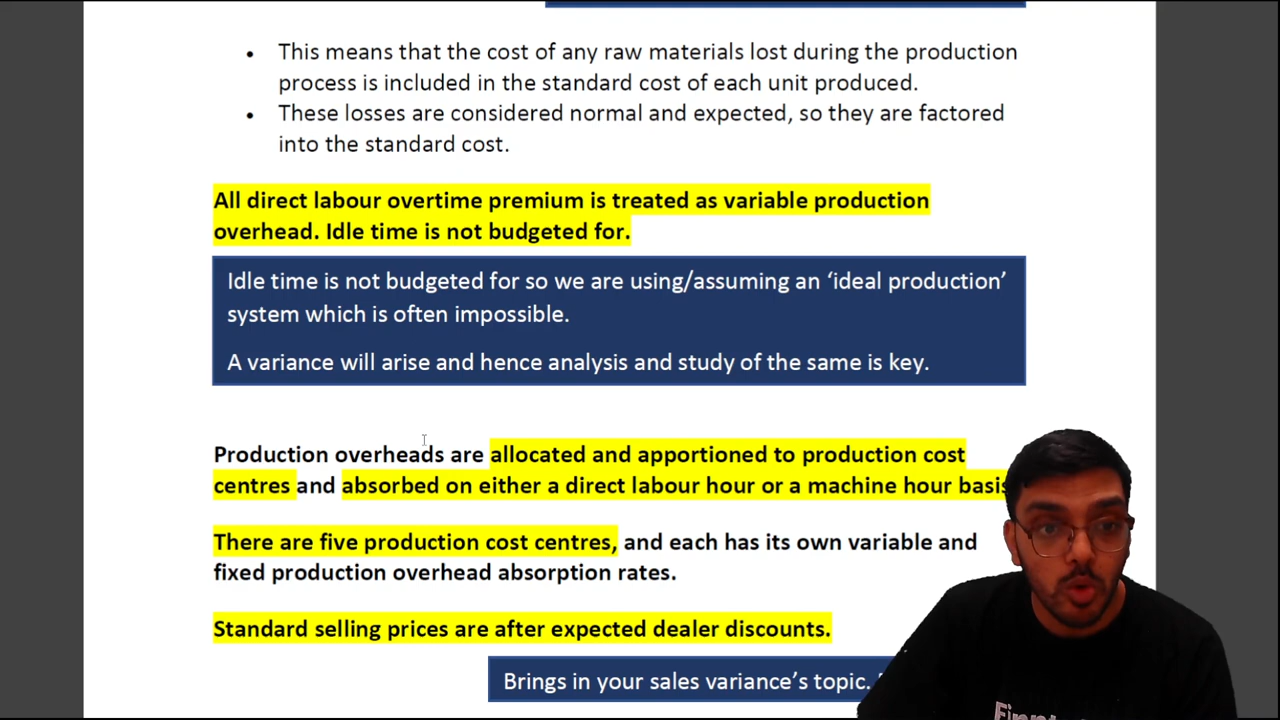 • This means that the cost of any raw materials lost during the production
process is included in the standard cost of each unit produced.
• These losses are considered normal and expected, so they are factored
into the standard cost.
All direct labour overtime premium is treated as variable production
overhead. Idle time is not budgeted for.
Idle time is not budgeted for so we are using/assuming an ‘ideal production’
system which is often impossible.
A variance will arise and hence analysis and study of the same is key.
Production overheads are allocated and apportioned to production cost
centres and absorbed on either a direct labour hour or a machine hour basis
There are five production cost centres, and each has its own variable and
fixed production overhead absorption rates.
Standard selling prices are after expected dealer discounts.
Brings in your sales variance’s topic.